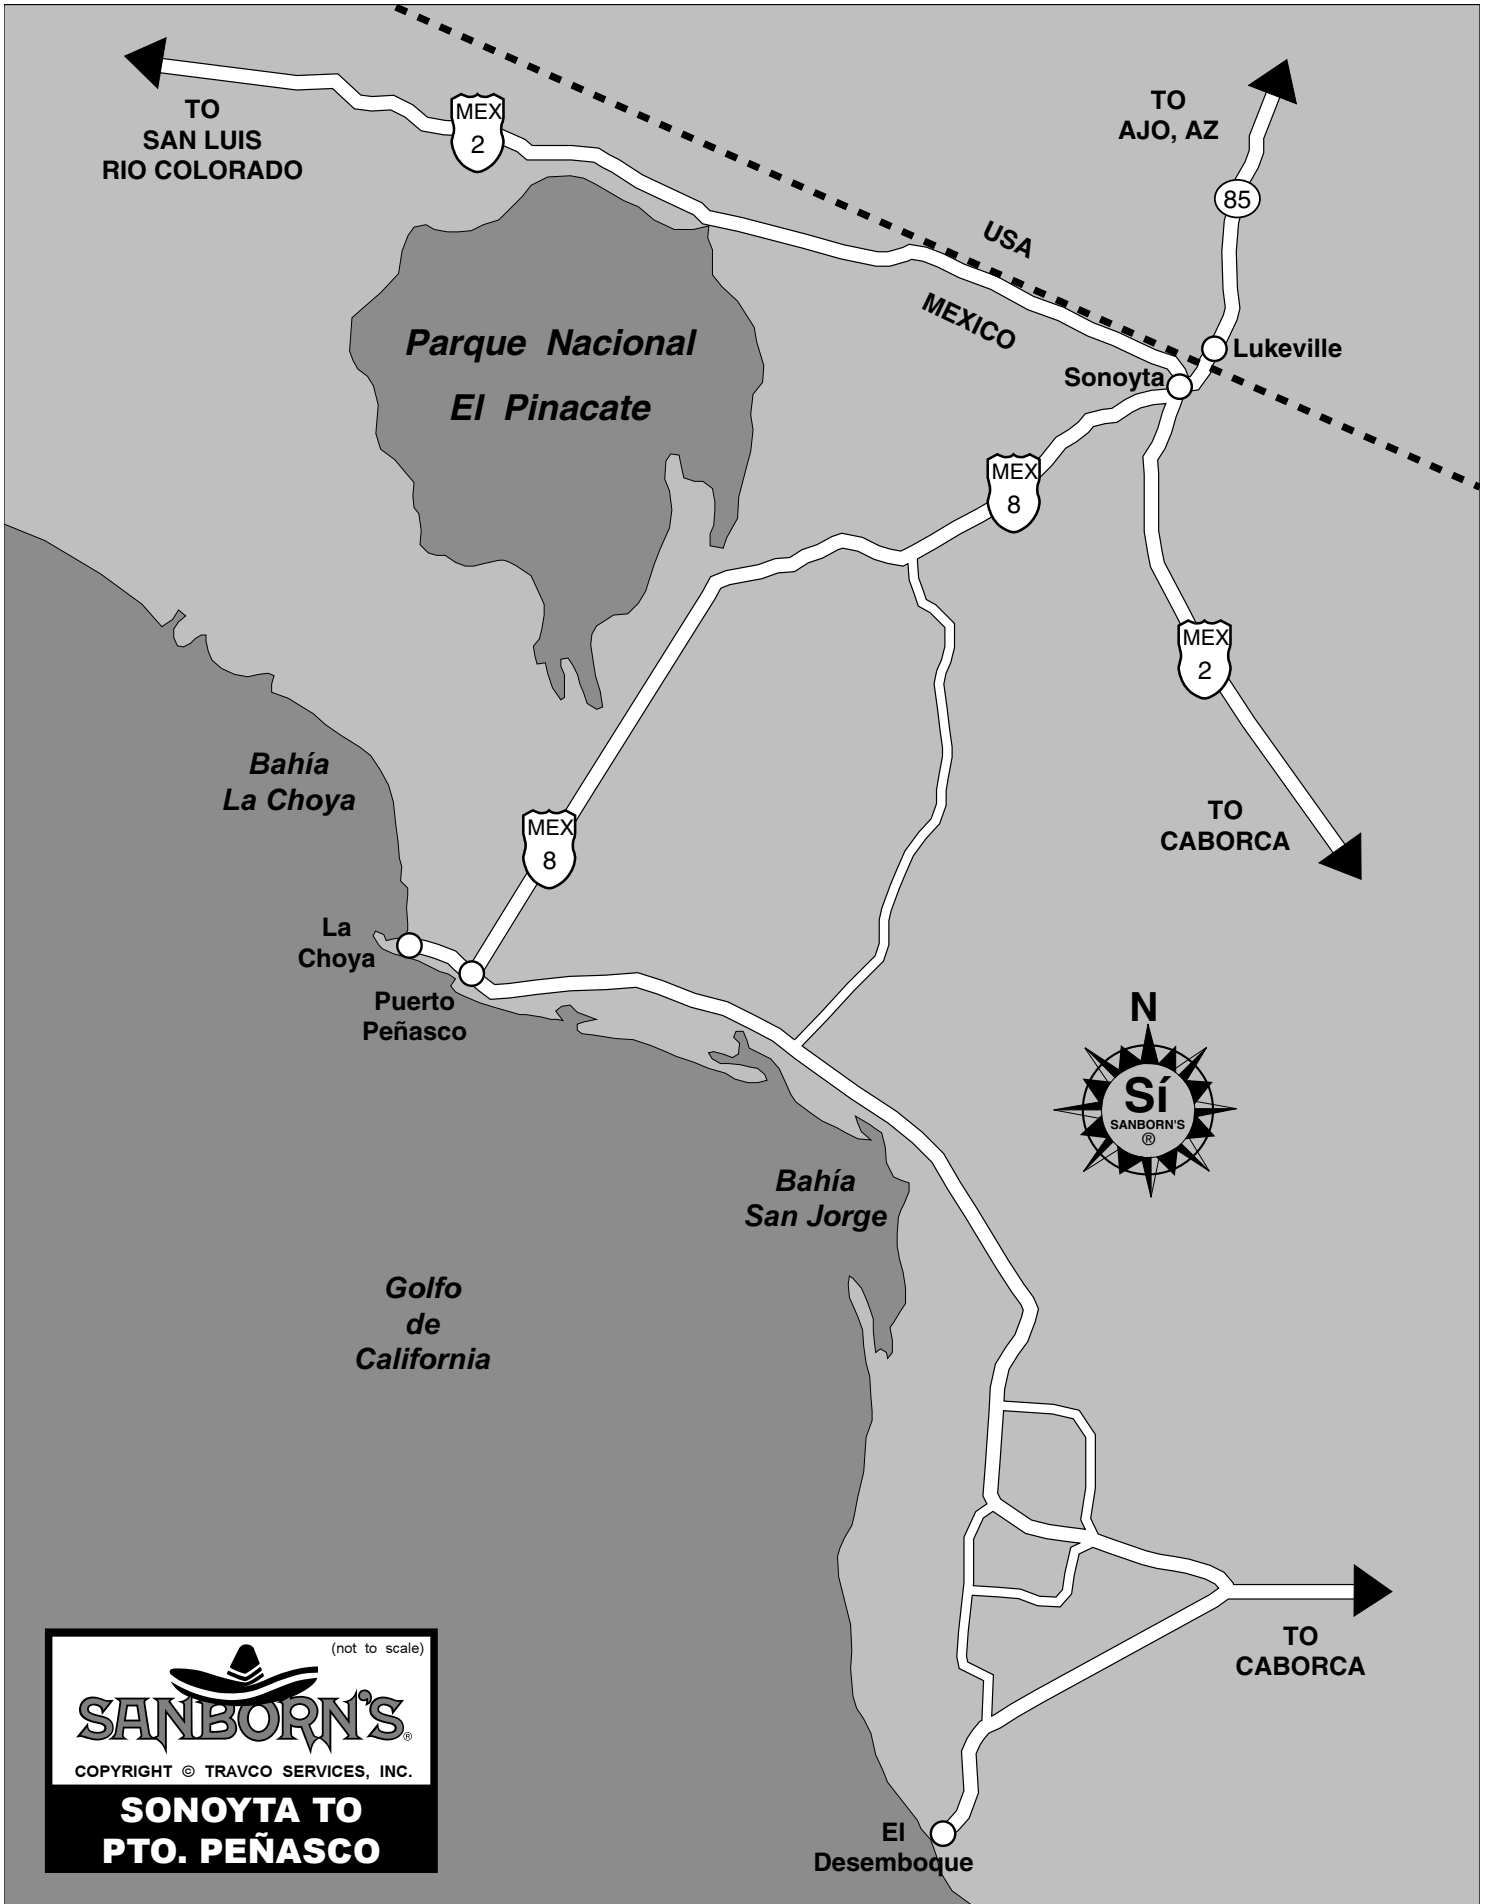 TO
SAN LUIS
RIO COLORADO
MEX
2
TO
AJO, AZ
85
USA
MEXICO
Lukeville
Sonoyta
Parque Nacional
El Pinacate
MEX
8
MEX
2
Bahía
La Choya
MEX
8
TO
CABORCA
La
Choya
Puerto
Peñasco
N
Sí
SANBORN'S
®
Bahía
San Jorge
Golfo
de
California
TO
CABORCA
(not to scale)
SANBORN'S®
COPYRIGHT © TRAVCO SERVICES, INC.
SONOYTA TO
PTO. PEÑASCO
El
Desemboque